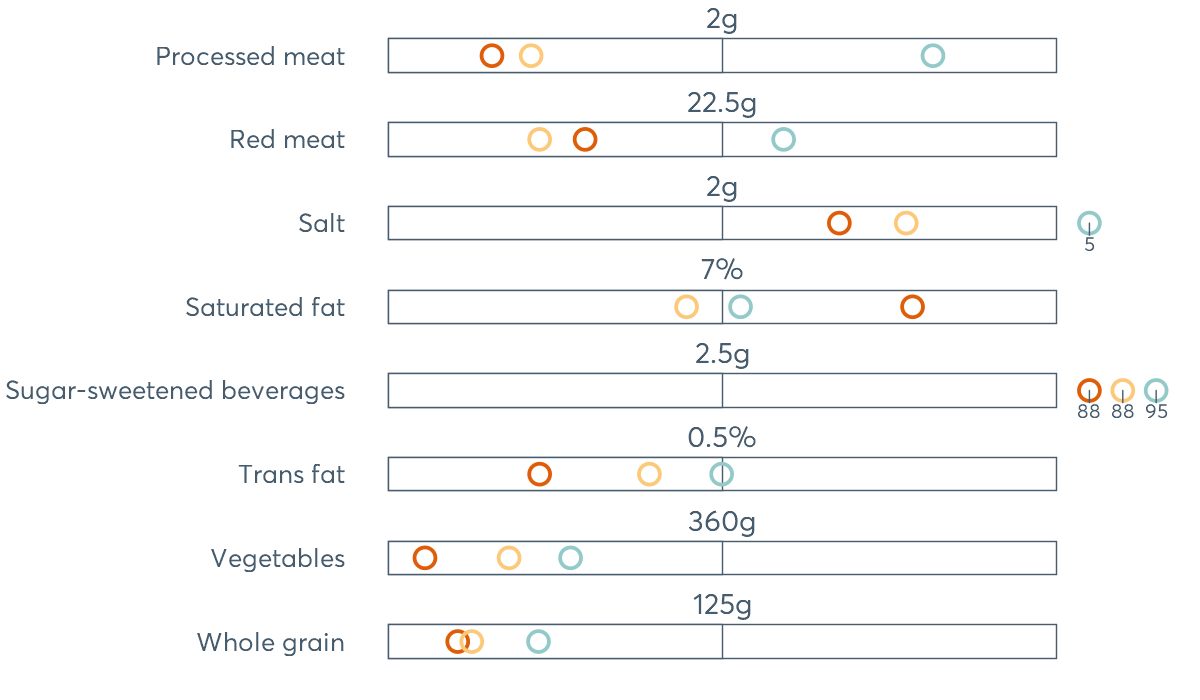 2g
Processed meat
22.5g
Red meat
2g
Salt
5
7%
Saturated fat
2.5g
Sugar-sweetened beverages
88 88 95
0.5%
Trans fat
360g
Vegetables
125g
Whole grain